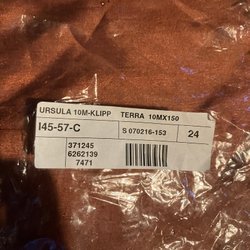 URSULA 10M-KLIPP TERRA 10MX150
I45-57-C S 070216-153 24
371245
6262139
7471